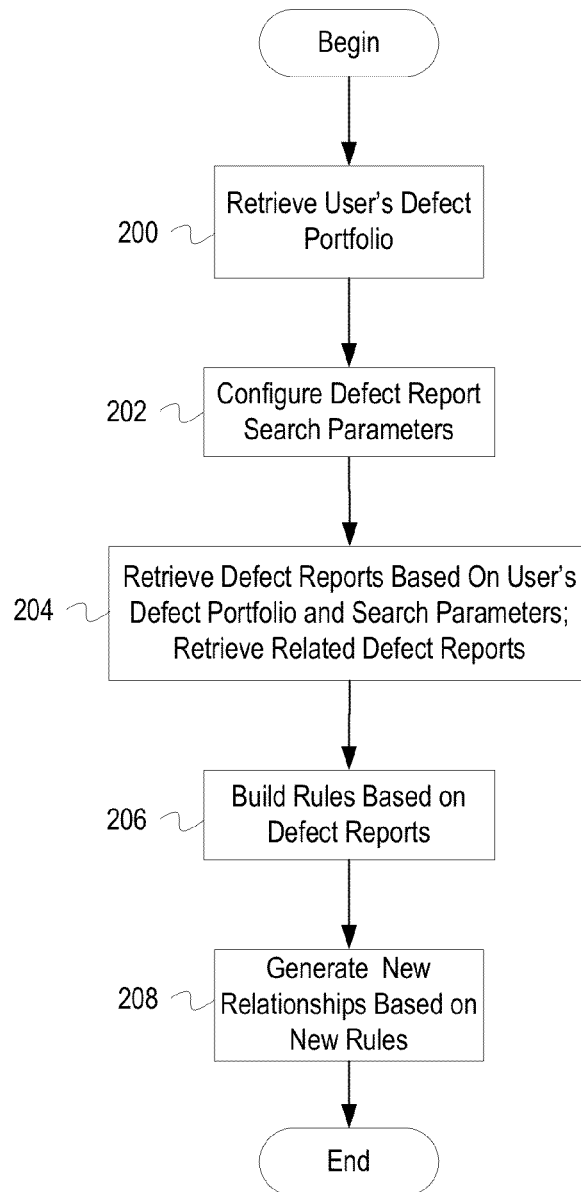 Begin
Retrieve User's Defect
Portfolio
200
Configure Defect Report
Search Parameters
202
Retrieve Defect Reports Based On User's
Defect Portfolio and Search Parameters;
Retrieve Related Defect Reports
204
Build Rules Based on
Defect Reports
206
Generate New
Relationships Based on
New Rules
208
End